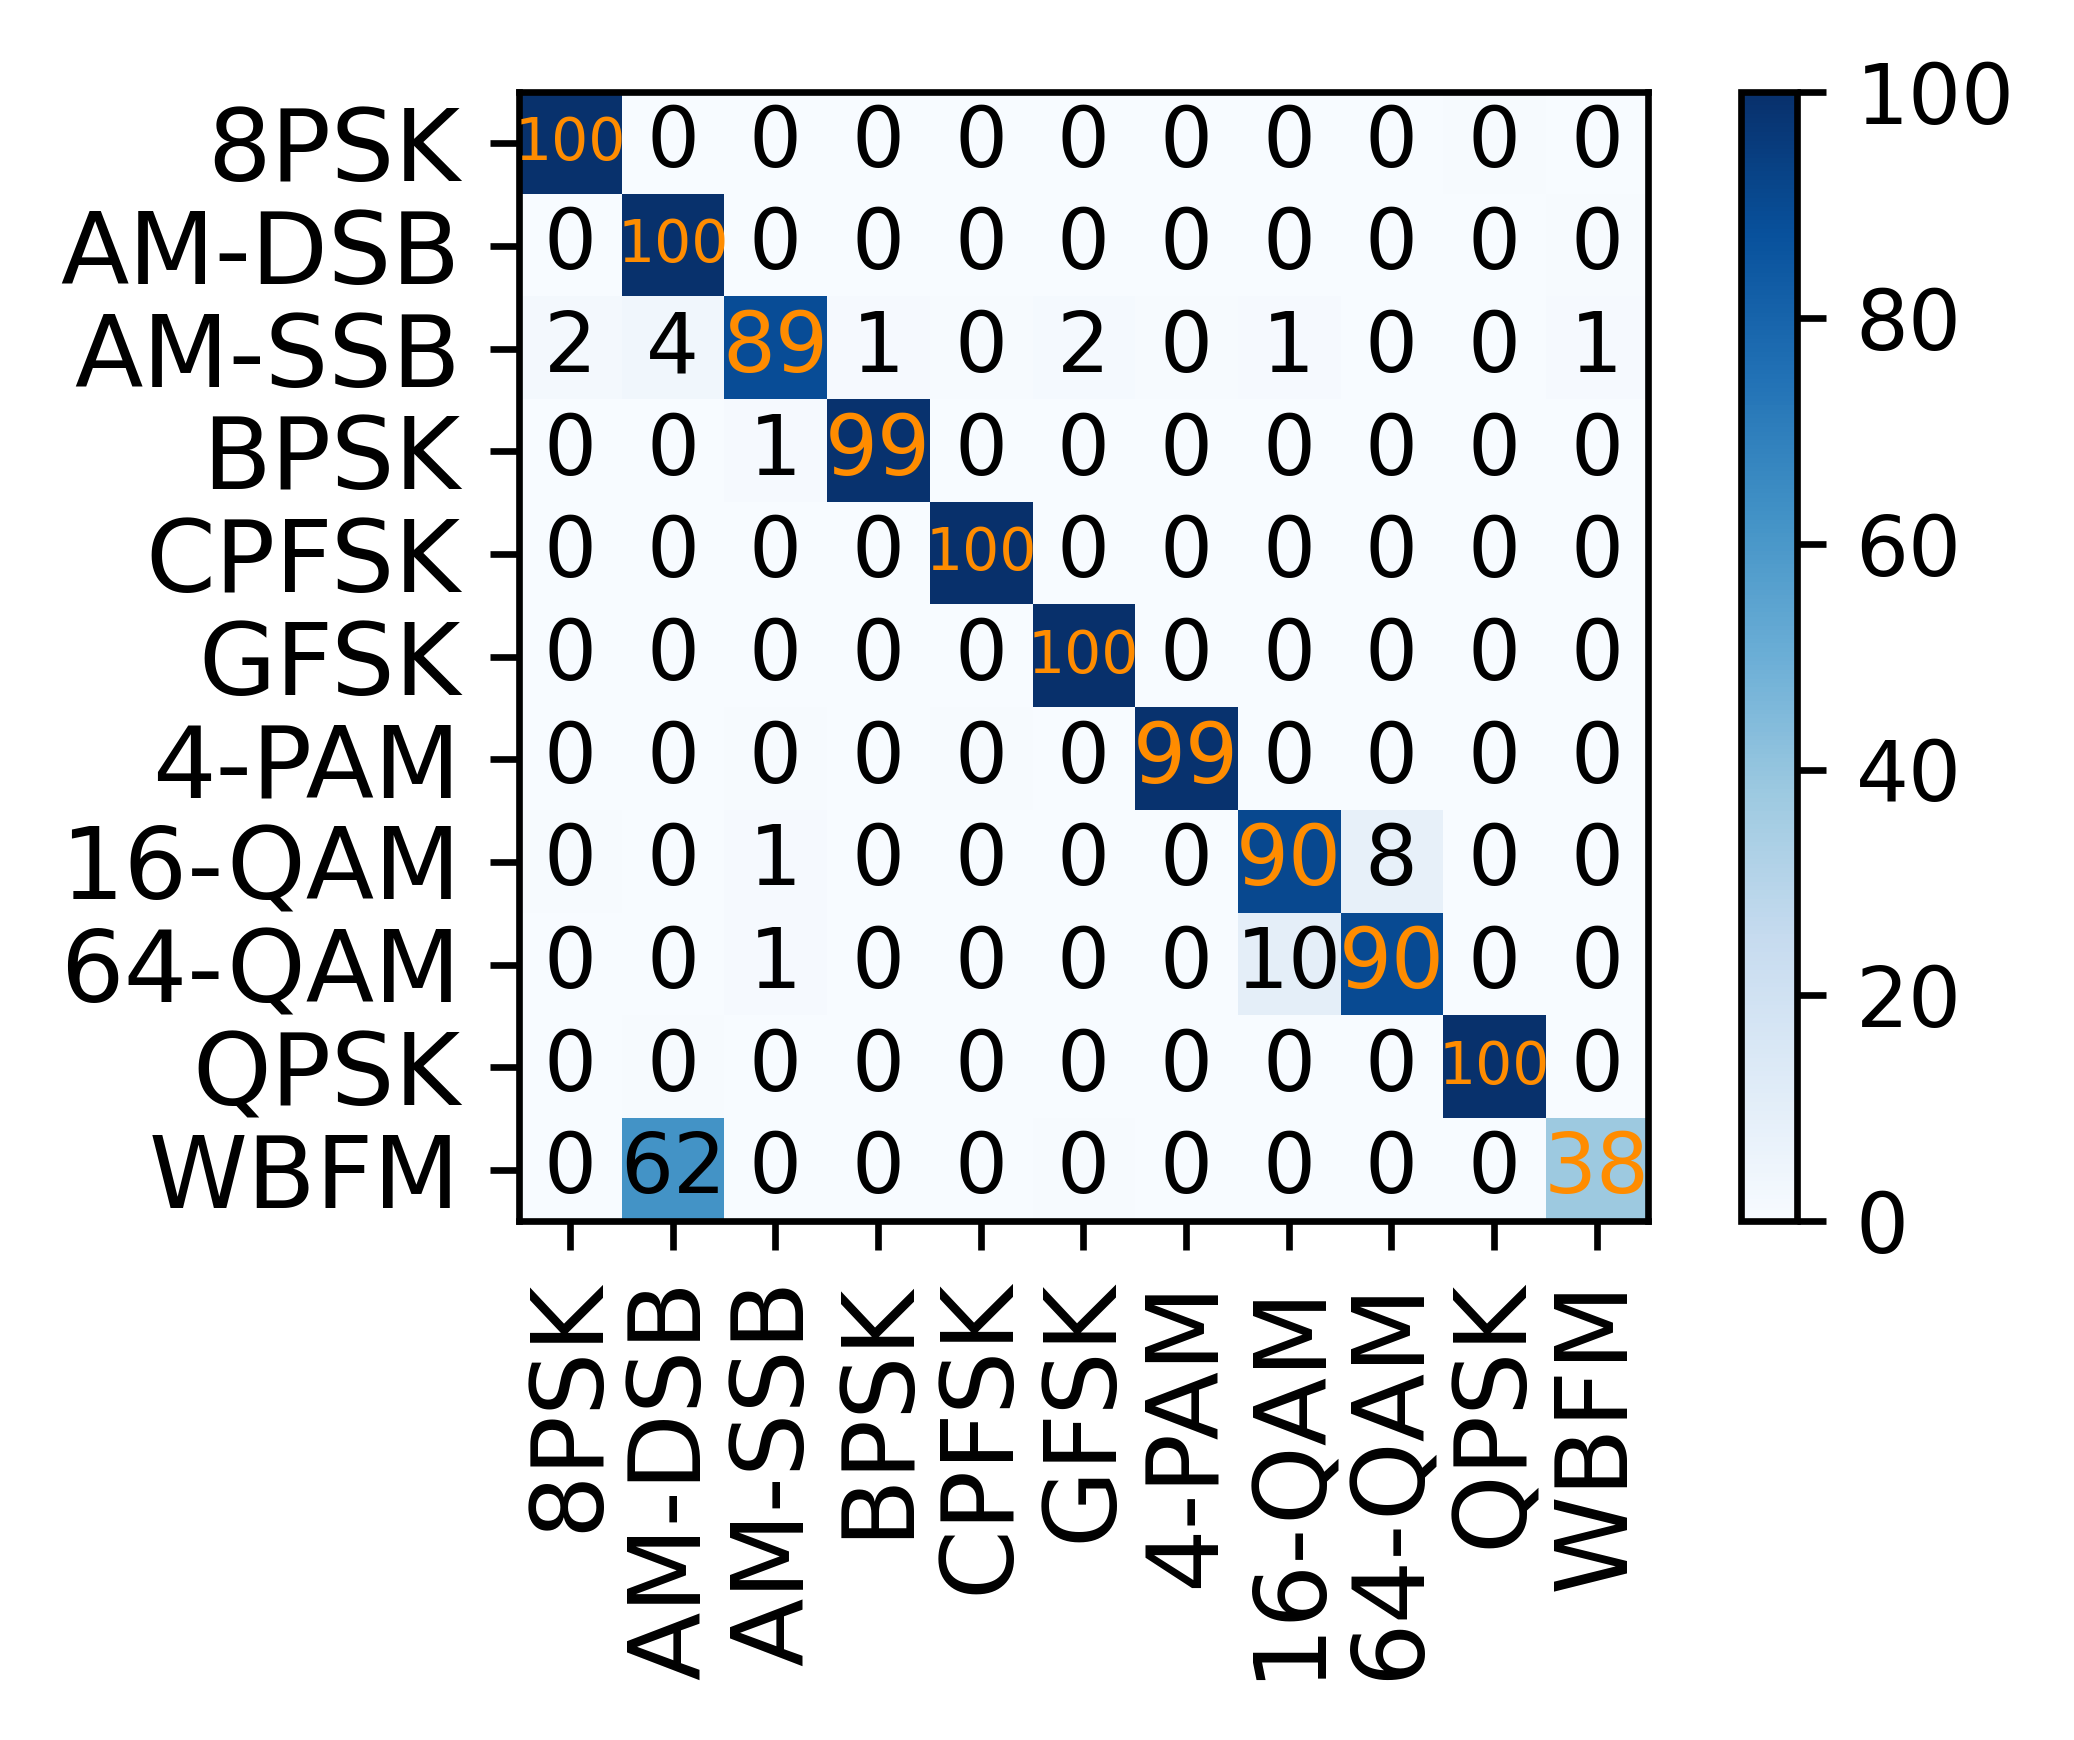 8PSK 100 0 0 0 0 0 0 0 0 0 0
AM-DSB 0 100 0 0 0 0 0 0 0 0 0
AM-SSB 2 4 89 1 0 2 0 1 0 0 1
BPSK 0 0 1 99 0 0 0 0 0 0 0
CPFSK 0 0 0 0 100 0 0 0 0 0 0
GFSK 0 0 0 0 0 100 0 0 0 0 0
4-PAM 0 0 0 0 0 0 99 0 0 0 0
16-QAM 0 0 1 0 0 0 0 90 8 0 0
64-QAM 0 0 1 0 0 0 0 10 90 0 0
QPSK 0 0 0 0 0 0 0 0 0 100 0
WBFM 0 62 0 0 0 0 0 0 0 0 38
8PSK
AM-DSB
AM-SSB
BPSK
CPFSK
GFSK
4-PAM
16-QAM
64-QAM
QPSK
WBFM
100
80
60
40
20
0